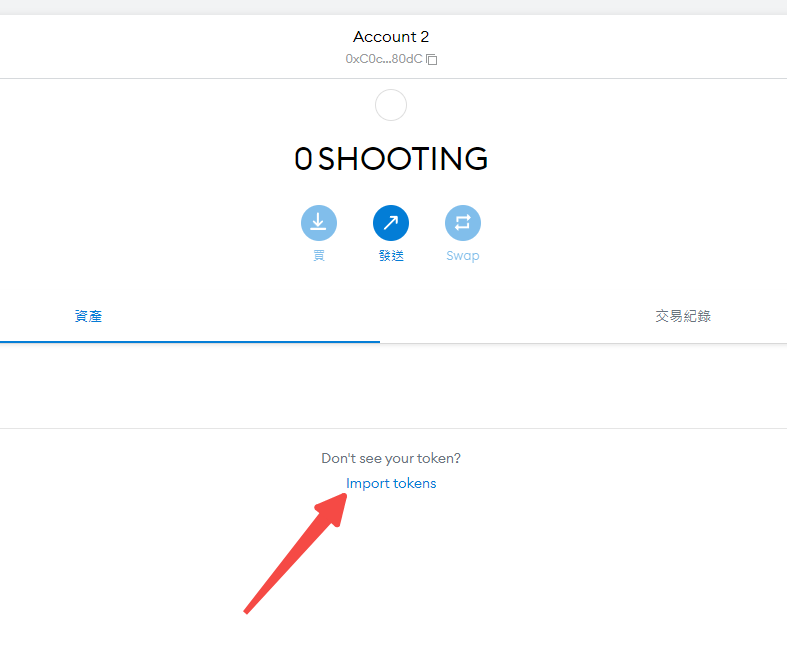 Account 2
0xC0c...80dC
0 SHOOTING
買
發送
Swap
資產
交易紀錄
Don't see your token?
Import tokens